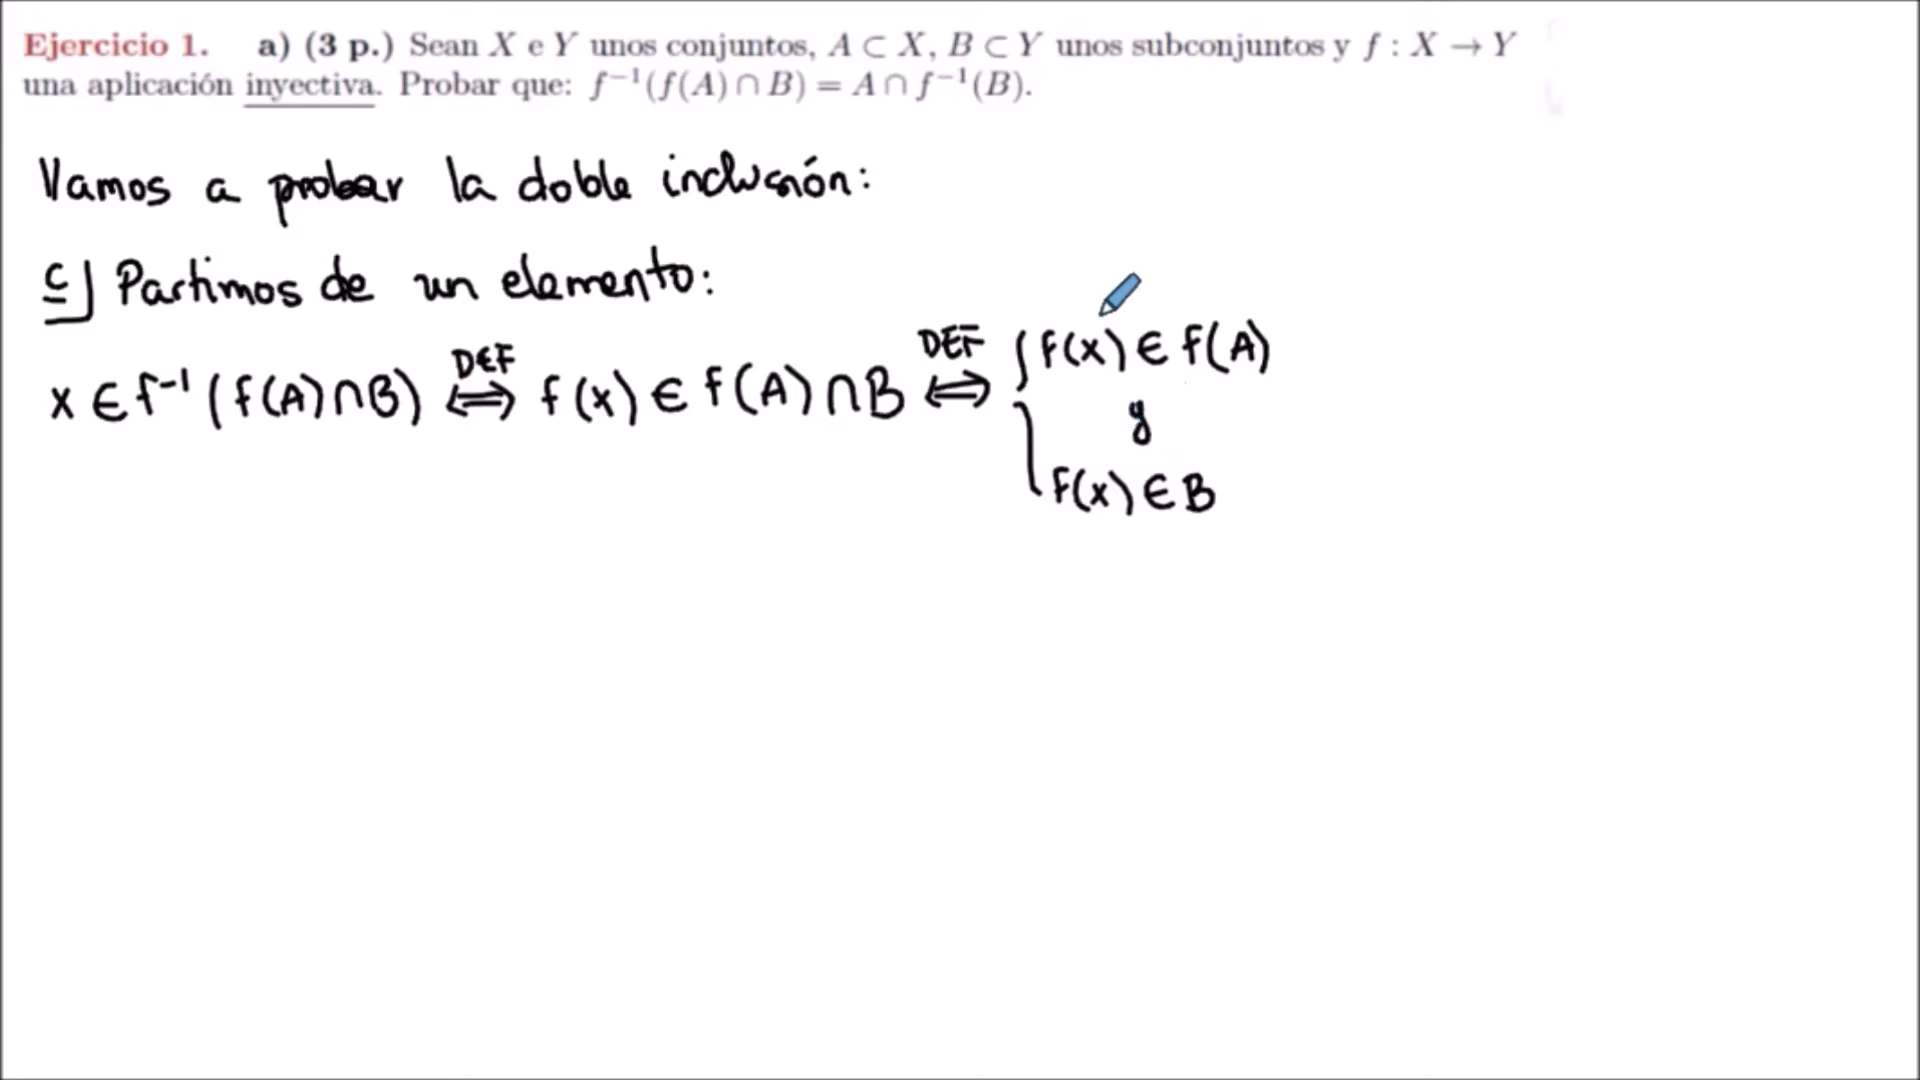 Ejercicio 1. a) (3 p.) Sean X e Y unos conjuntos, A ⊂ X, B ⊂ Y unos subconjuntos y f : X → Y
una aplicación inyectiva. Probar que: f⁻¹(f(A) ∩ B) = A ∩ f⁻¹(B).
Vamos a probar la doble inclusión:
⊆] Partimos de un elemento:
x ∈ f⁻¹(f(A)∩B) DEF ⟺ f(x) ∈ f(A)∩B DEF ⟺ { f(x) ∈ f(A)
y
f(x) ∈ B